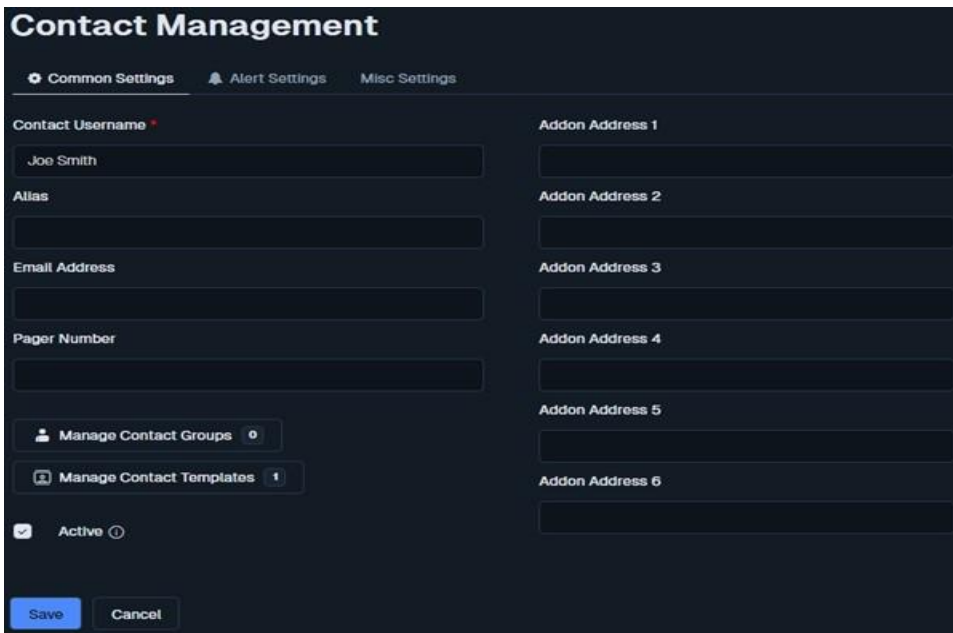 Contact Management
Common Settings
Alert Settings
Misc Settings
Contact Username *
Joe Smith
Alias
Email Address
Pager Number
Manage Contact Groups 0
Manage Contact Templates 1
Active
Addon Address 1
Addon Address 2
Addon Address 3
Addon Address 4
Addon Address 5
Addon Address 6
Save
Cancel